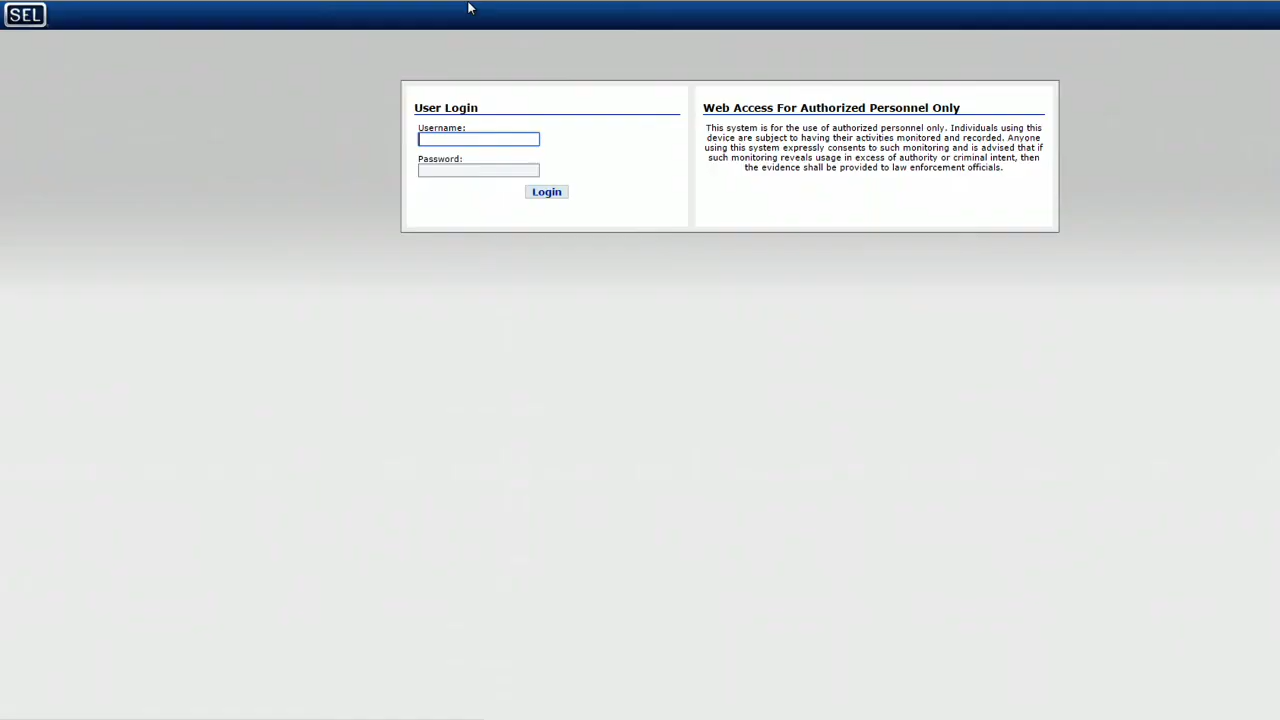 SEL
User Login
Username:
Password:
Login
Web Access For Authorized Personnel Only
This system is for the use of authorized personnel only. Individuals using this
device are subject to having their activities monitored and recorded. Anyone
using this system expressly consents to such monitoring and is advised that if
such monitoring reveals usage in excess of authority or criminal intent, then
the evidence shall be provided to law enforcement officials.